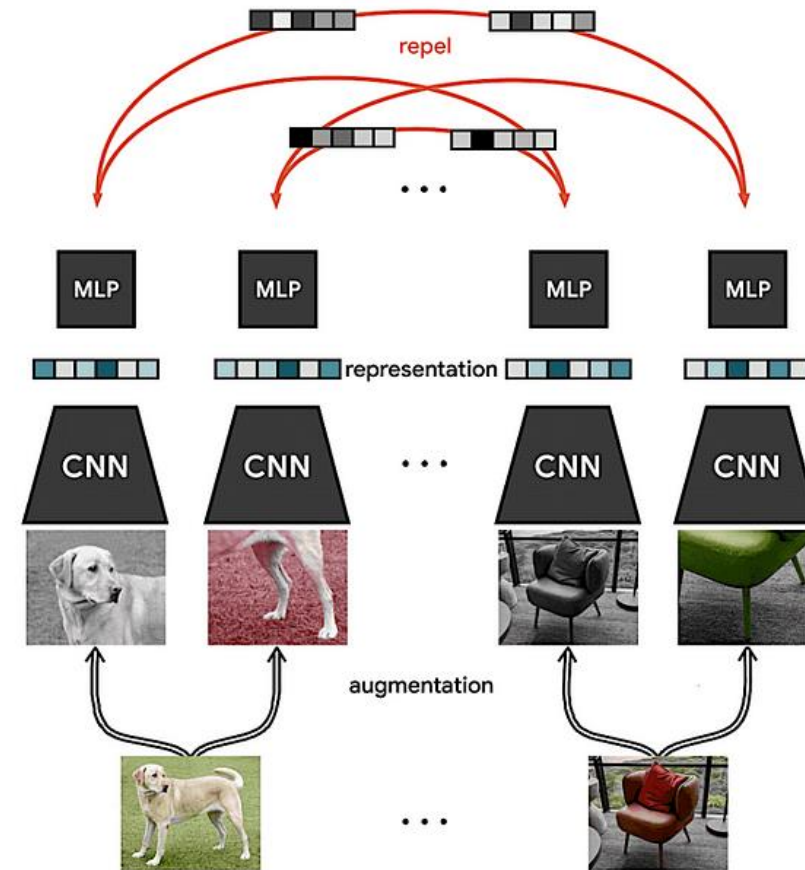 repel
...
MLP MLP MLP MLP
representation
CNN CNN ... CNN CNN
augmentation
...